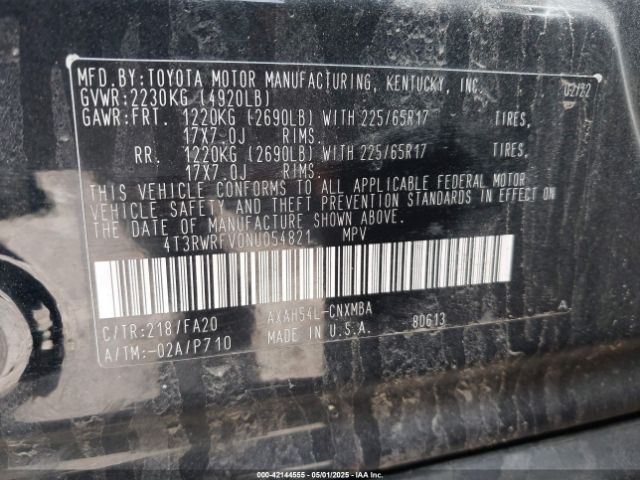 MFD.BY:TOYOTA MOTOR MANUFACTURING, KENTUCKY, INC. 02/22
GVWR:2230KG (4920LB)
GAWR:FRT. 1220KG (2690LB) WITH 225/65R17 TIRES,
17X7.0J RIMS.
RR. 1220KG (2690LB) WITH 225/65R17 TIRES,
17X7.0J RIMS.
THIS VEHICLE CONFORMS TO ALL APPLICABLE FEDERAL MOTOR
VEHICLE SAFETY AND THEFT PREVENTION STANDARDS IN EFFECT ON
THE DATE OF MANUFACTURE SHOWN ABOVE.
4T3RWRFV0NU054821 MPV
C/TR:218/FA20 AXAH54L-CNXMBA A
A/TM:-02A/P710 MADE IN U.S.A. 80613
000-42144555 05/01/2025 IAAI.COM